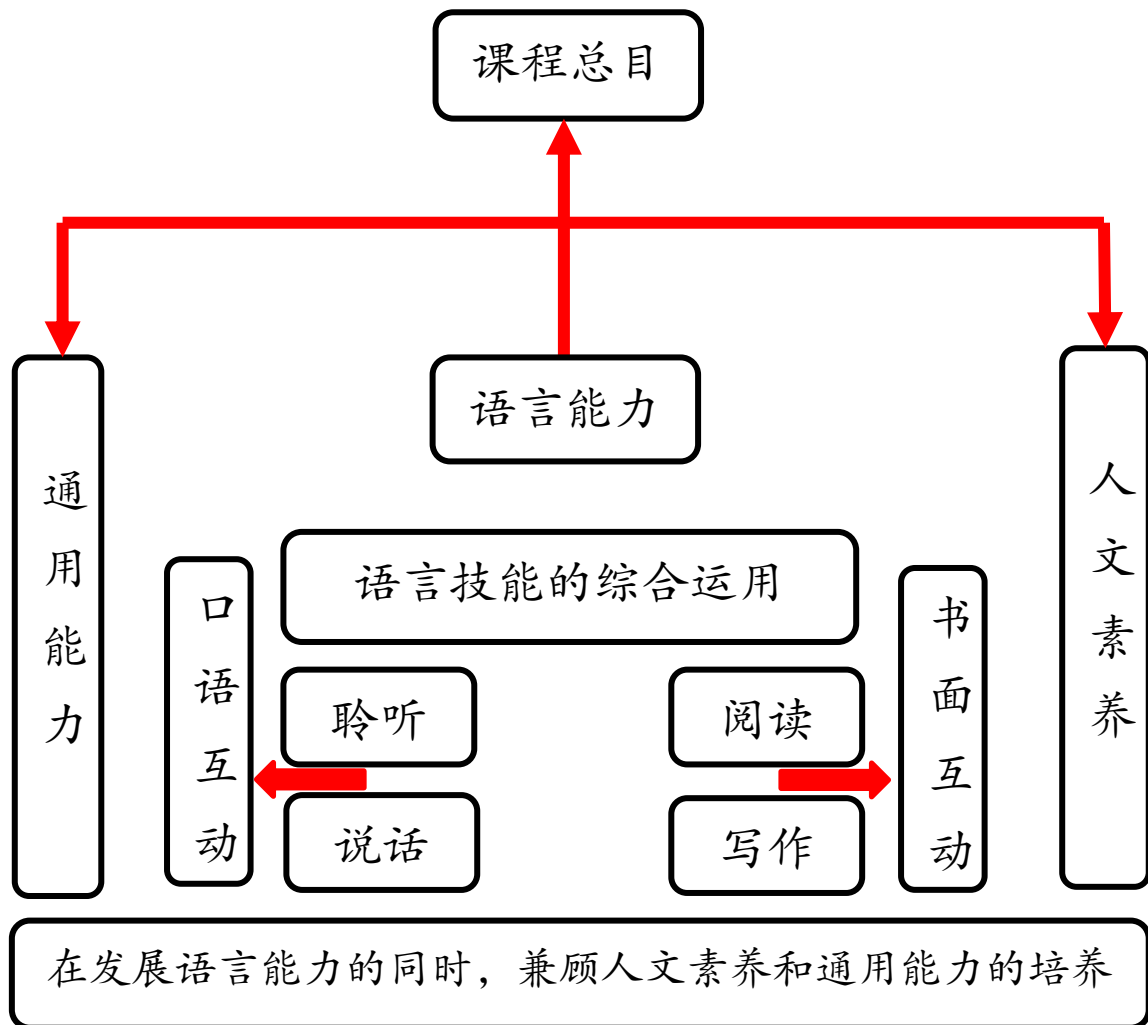 课程总目
语言能力
通用能力
人文素养
语言技能的综合运用
口语互动
书面互动
聆听
阅读
说话
写作
在发展语言能力的同时，兼顾人文素养和通用能力的培养